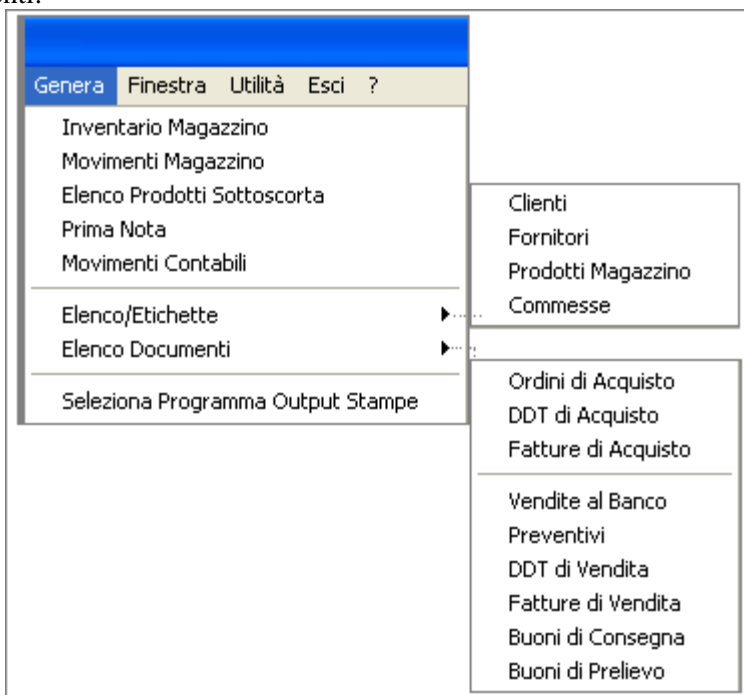 Genera Finestra Utilità Esci ?
Inventario Magazzino
Movimenti Magazzino
Elenco Prodotti Sottoscorta
Prima Nota
Movimenti Contabili
Elenco/Etichette
Elenco Documenti
Seleziona Programma Output Stampe
Clienti
Fornitori
Prodotti Magazzino
Commesse
Ordini di Acquisto
DDT di Acquisto
Fatture di Acquisto
Vendite al Banco
Preventivi
DDT di Vendita
Fatture di Vendita
Buoni di Consegna
Buoni di Prelievo